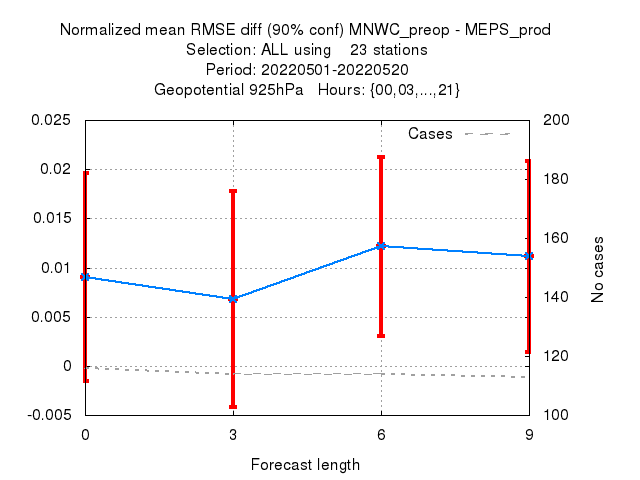 Normalized mean RMSE diff (90% conf) MNWC_preop - MEPS_prod
Selection: ALL using    23 stations
Period: 20220501-20220520
Geopotential 925hPa   Hours: {00,03,...,21}
Cases
0.025
0.02
0.015
0.01
0.005
0
-0.005
200
180
160
140
120
100
No cases
0 3 6 9
Forecast length